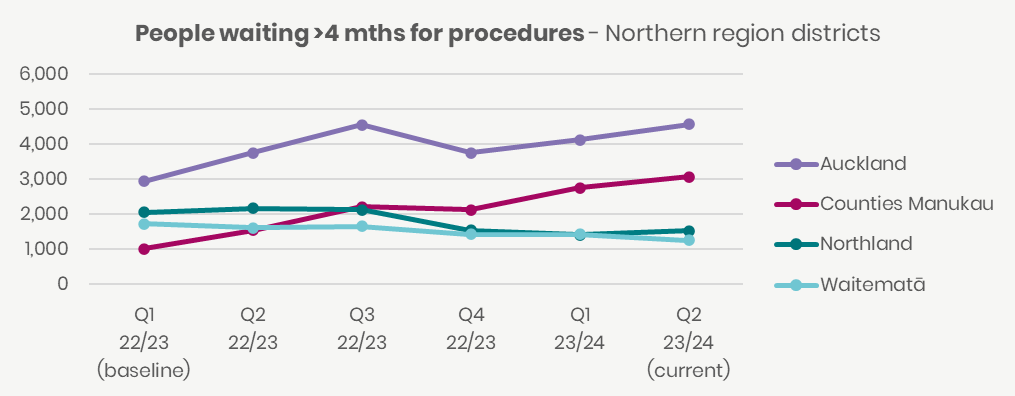 People waiting >4 mths for procedures - Northern region districts
6,000
5,000
4,000
3,000
2,000
1,000
0
Q1 Q2 Q3 Q4 Q1 Q2
22/23 22/23 22/23 22/23 23/24 23/24
(baseline) (current)
Auckland
Counties Manukau
Northland
Waitematā